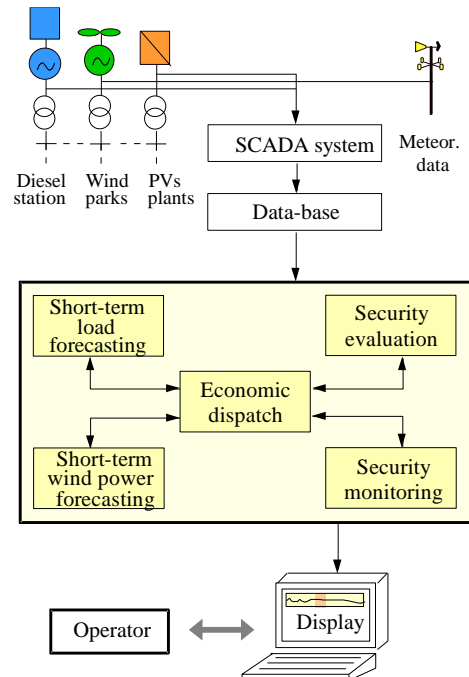 SCADA system
Meteor.
data
Diesel
station
Wind
parks
PVs
plants
Data-base
Short-term
load
forecasting
Security
evaluation
Economic
dispatch
Short-term
wind power
forecasting
Security
monitoring
Operator
Display